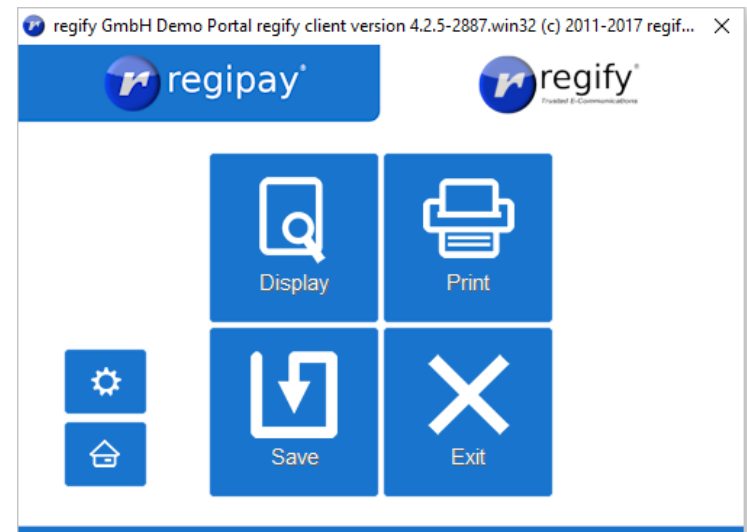 regify GmbH Demo Portal regify client version 4.2.5-2887.win32 (c) 2011-2017 regif...
regipay®
regify®
Trusted E-Communications
Display
Print
Save
Exit